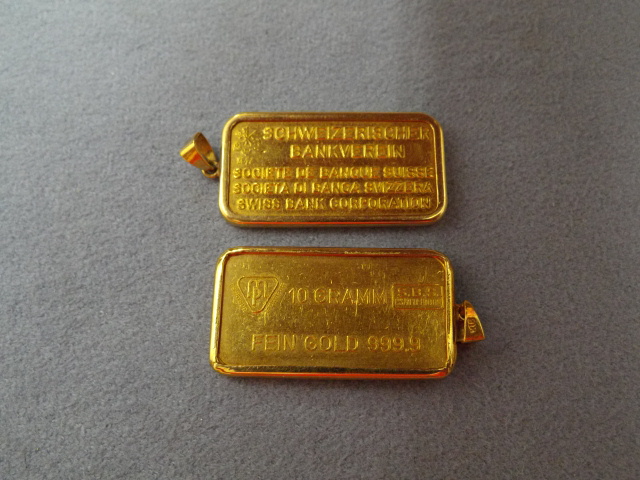 SCHWEIZERISCHER
BANKVEREIN
SOCIETE DE BANQUE SUISSE
SOCIETA DI BANCA SVIZZERA
SWISS BANK CORPORATION
10 GRAMM
S.B.S
FEIN GOLD 999.9